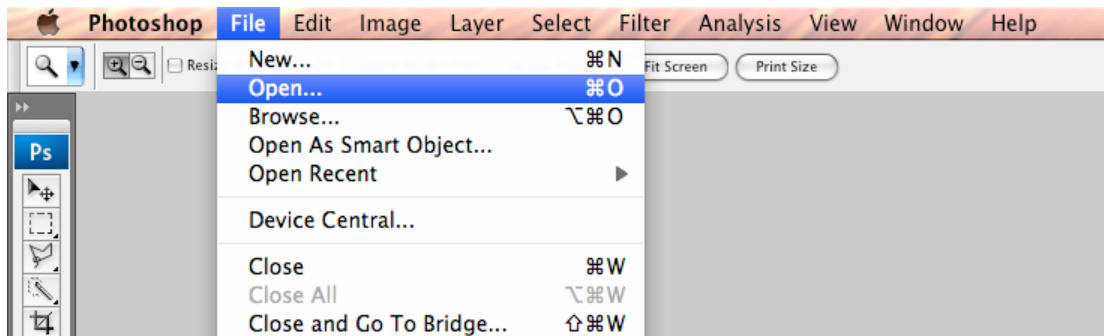 Photoshop File Edit Image Layer Select Filter Analysis View Window Help
New... ⌘N
Resiz Fit Screen Print Size
Open... ⌘O
Browse... ⌥⌘O
Open As Smart Object...
Ps
Open Recent ▶
Device Central...
Close ⌘W
Close All ⌥⌘W
Close and Go To Bridge... ⇧⌘W